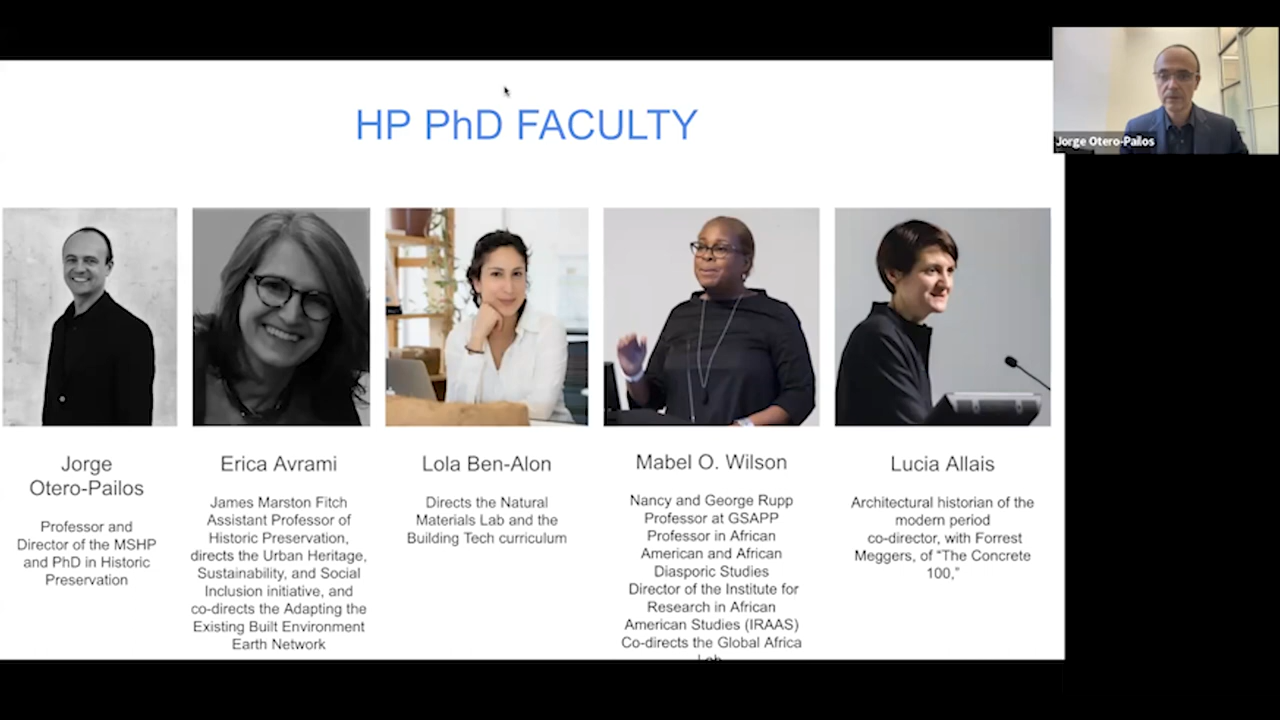 HP PhD FACULTY
Jorge Otero-Pailos
Jorge
Otero-Pailos
Professor and
Director of the MSHP
and PhD in Historic
Preservation
Erica Avrami
James Marston Fitch
Assistant Professor of
Historic Preservation,
directs the Urban Heritage,
Sustainability, and Social
Inclusion initiative, and
co-directs the Adapting the
Existing Built Environment
Earth Network
Lola Ben-Alon
Directs the Natural
Materials Lab and the
Building Tech curriculum
Mabel O. Wilson
Nancy and George Rupp
Professor at GSAPP
Professor in African
American and African
Diasporic Studies
Director of the Institute for
Research in African
American Studies (IRAAS)
Co-directs the Global Africa
Lab
Lucia Allais
Architectural historian of the
modern period
co-director, with Forrest
Meggers, of “The Concrete
100,”